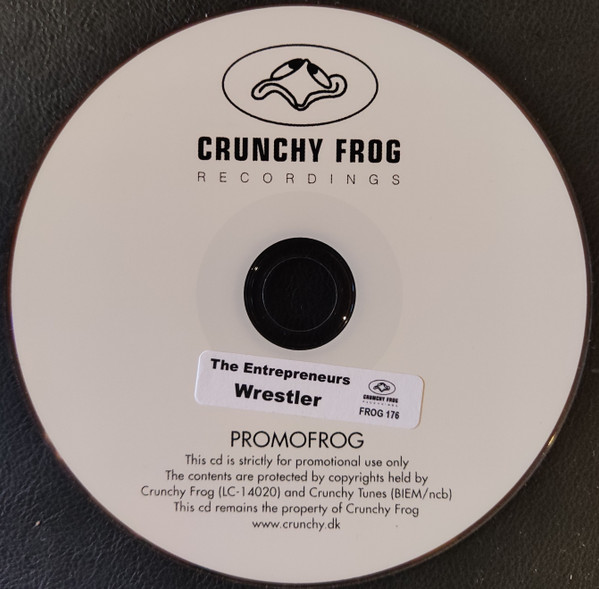 CRUNCHY FROG
RECORDINGS
The Entrepreneurs
Wrestler
CRUNCHY FROG
RECORDINGS
FROG 176
PROMOFROG
This cd is strictly for promotional use only
The contents are protected by copyrights held by
Crunchy Frog (LC-14020) and Crunchy Tunes (BIEM/ncb)
This cd remains the property of Crunchy Frog
www.crunchy.dk